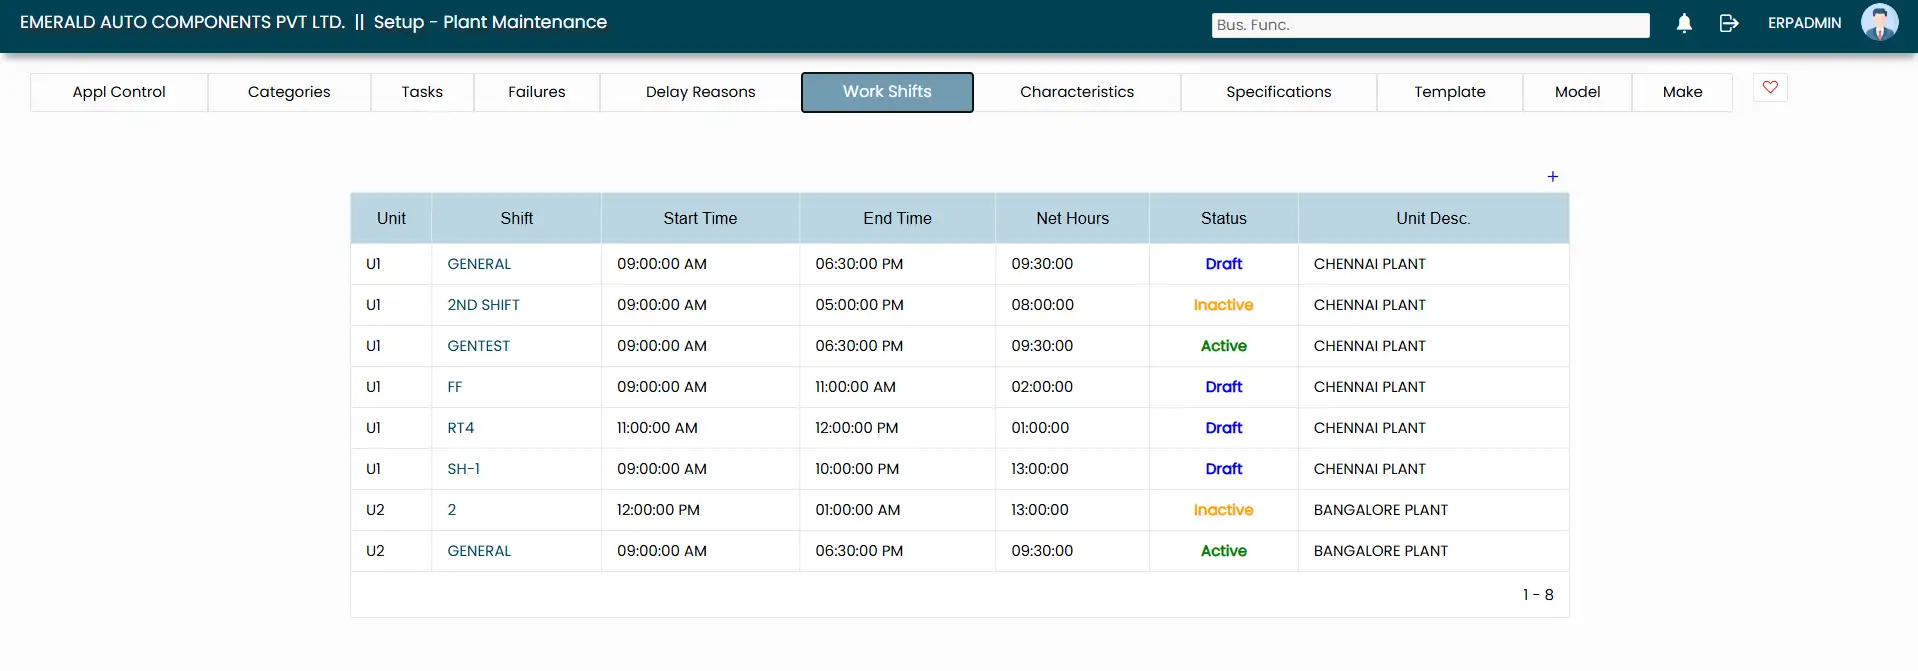 EMERALD AUTO COMPONENTS PVT LTD. || Setup - Plant Maintenance Bus. Func. ERPADMIN
Appl Control Categories Tasks Failures Delay Reasons Work Shifts Characteristics Specifications Template Model Make
+
Unit Shift Start Time End Time Net Hours Status Unit Desc.
U1 GENERAL 09:00:00 AM 06:30:00 PM 09:30:00 Draft CHENNAI PLANT
U1 2ND SHIFT 09:00:00 AM 05:00:00 PM 08:00:00 Inactive CHENNAI PLANT
U1 GENTEST 09:00:00 AM 06:30:00 PM 09:30:00 Active CHENNAI PLANT
U1 FF 09:00:00 AM 11:00:00 AM 02:00:00 Draft CHENNAI PLANT
U1 RT4 11:00:00 AM 12:00:00 PM 01:00:00 Draft CHENNAI PLANT
U1 SH-1 09:00:00 AM 10:00:00 PM 13:00:00 Draft CHENNAI PLANT
U2 2 12:00:00 PM 01:00:00 AM 13:00:00 Inactive BANGALORE PLANT
U2 GENERAL 09:00:00 AM 06:30:00 PM 09:30:00 Active BANGALORE PLANT
1 - 8